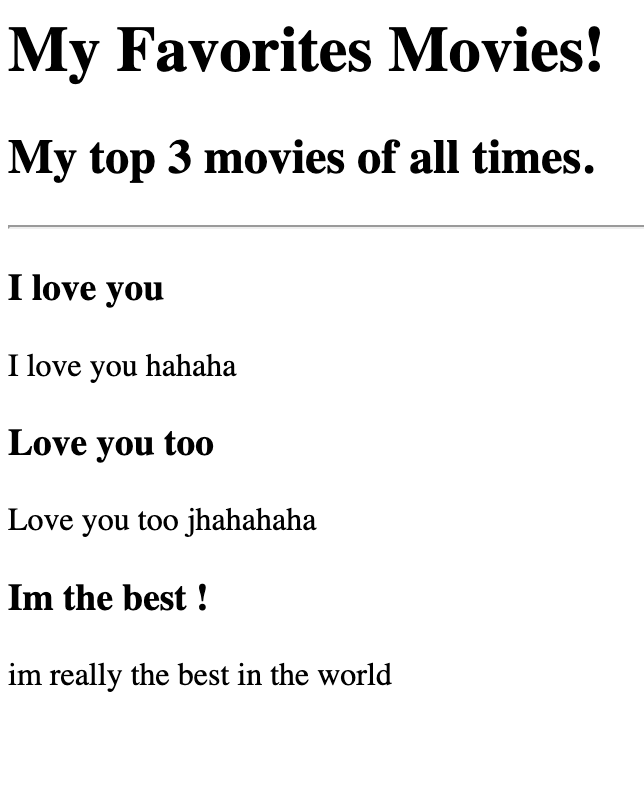 My Favorites Movies!
My top 3 movies of all times.
I love you
I love you hahaha
Love you too
Love you too jhahahaha
Im the best !
im really the best in the world